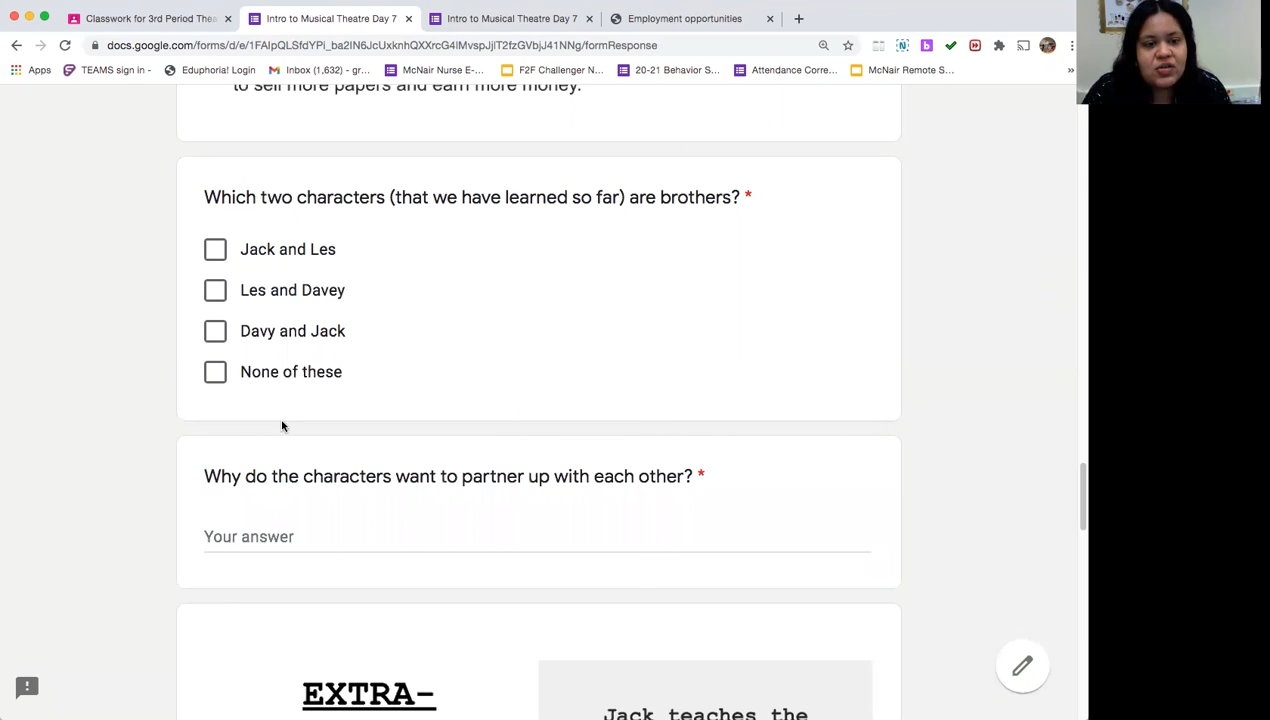 Classwork for 3rd Period Thea
Intro to Musical Theatre Day 7
Intro to Musical Theatre Day 7
Employment opportunities
docs.google.com/forms/d/e/1FAIpQLSfdYPi_ba2lN6JcUxknhQXXrcG4lMvspJjlT2fzGVbjJ41NNg/formResponse
Apps
TEAMS sign in -
Eduphoria! Login
Inbox (1,632) - gr...
McNair Nurse E-...
F2F Challenger N...
20-21 Behavior S...
Attendance Corre...
McNair Remote S...
»
to sell more papers and earn more money.
Which two characters (that we have learned so far) are brothers? *
Jack and Les
Les and Davey
Davy and Jack
None of these
Why do the characters want to partner up with each other? *
Your answer
EXTRA-
Jack teaches the